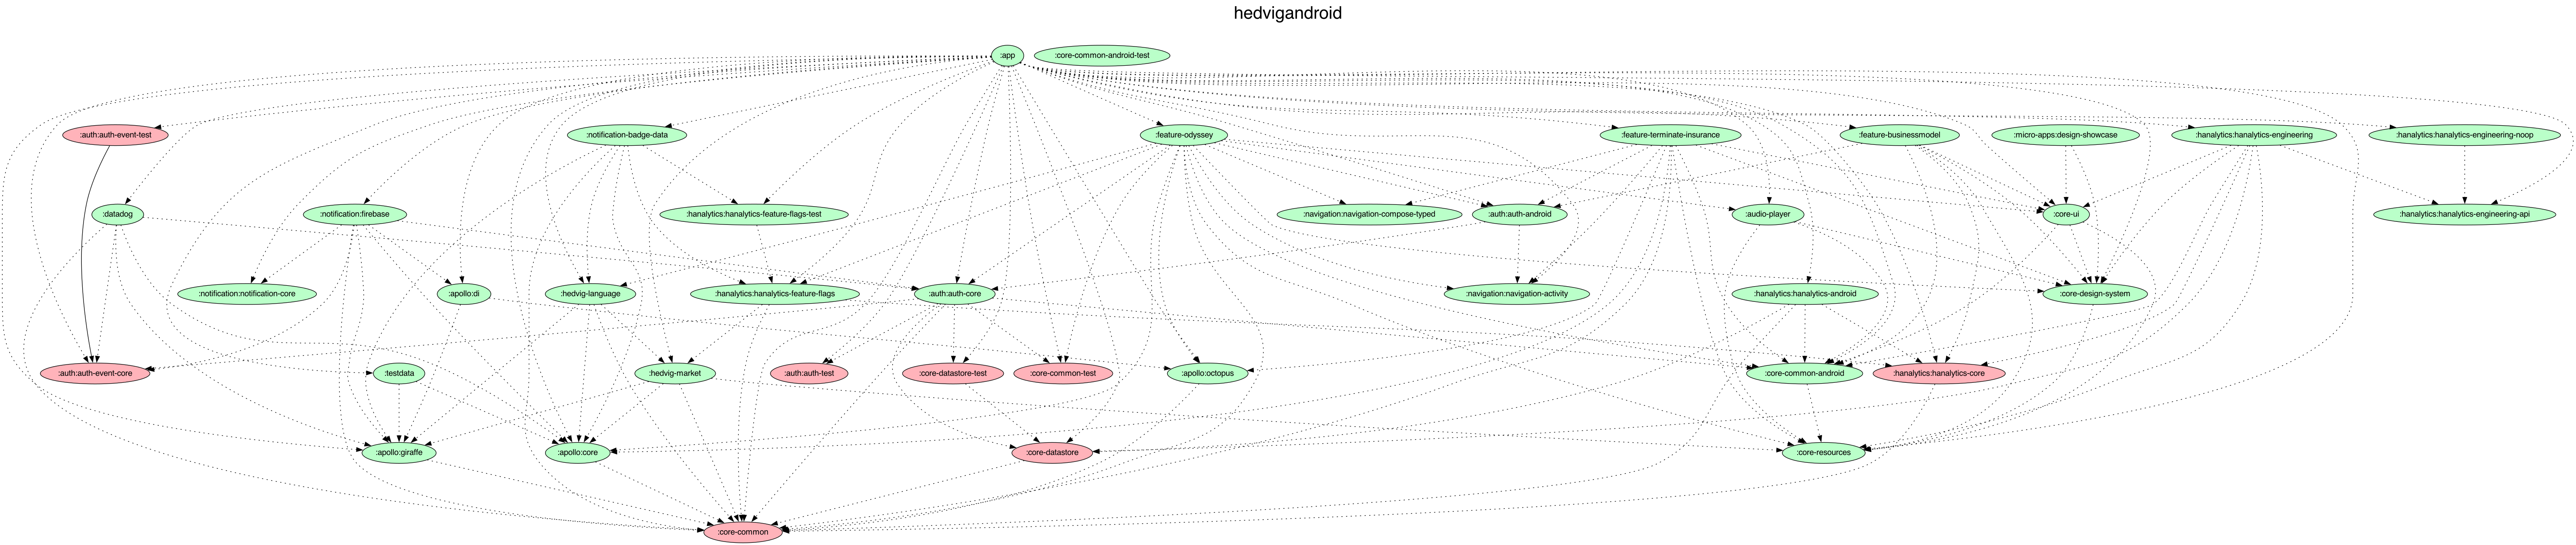 hedvigandroid
:app
:core-common-android-test
:auth:auth-event-test
:notification-badge-data
:feature-odyssey
:feature-terminate-insurance
:feature-businessmodel
:micro-apps:design-showcase
:hanalytics:hanalytics-engineering
:hanalytics:hanalytics-engineering-noop
:datadog
:notification:firebase
:hanalytics:hanalytics-feature-flags-test
:navigation:navigation-compose-typed
:auth:auth-android
:audio-player
:core-ui
:hanalytics:hanalytics-engineering-api
:notification:notification-core
:apollo:di
:hedvig-language
:hanalytics:hanalytics-feature-flags
:auth:auth-core
:navigation:navigation-activity
:hanalytics:hanalytics-android
:core-design-system
:auth:auth-event-core
:testdata
:hedvig-market
:auth:auth-test
:core-datastore-test
:core-common-test
:apollo:octopus
:core-common-android
:hanalytics:hanalytics-core
:apollo:giraffe
:apollo:core
:core-datastore
:core-resources
:core-common